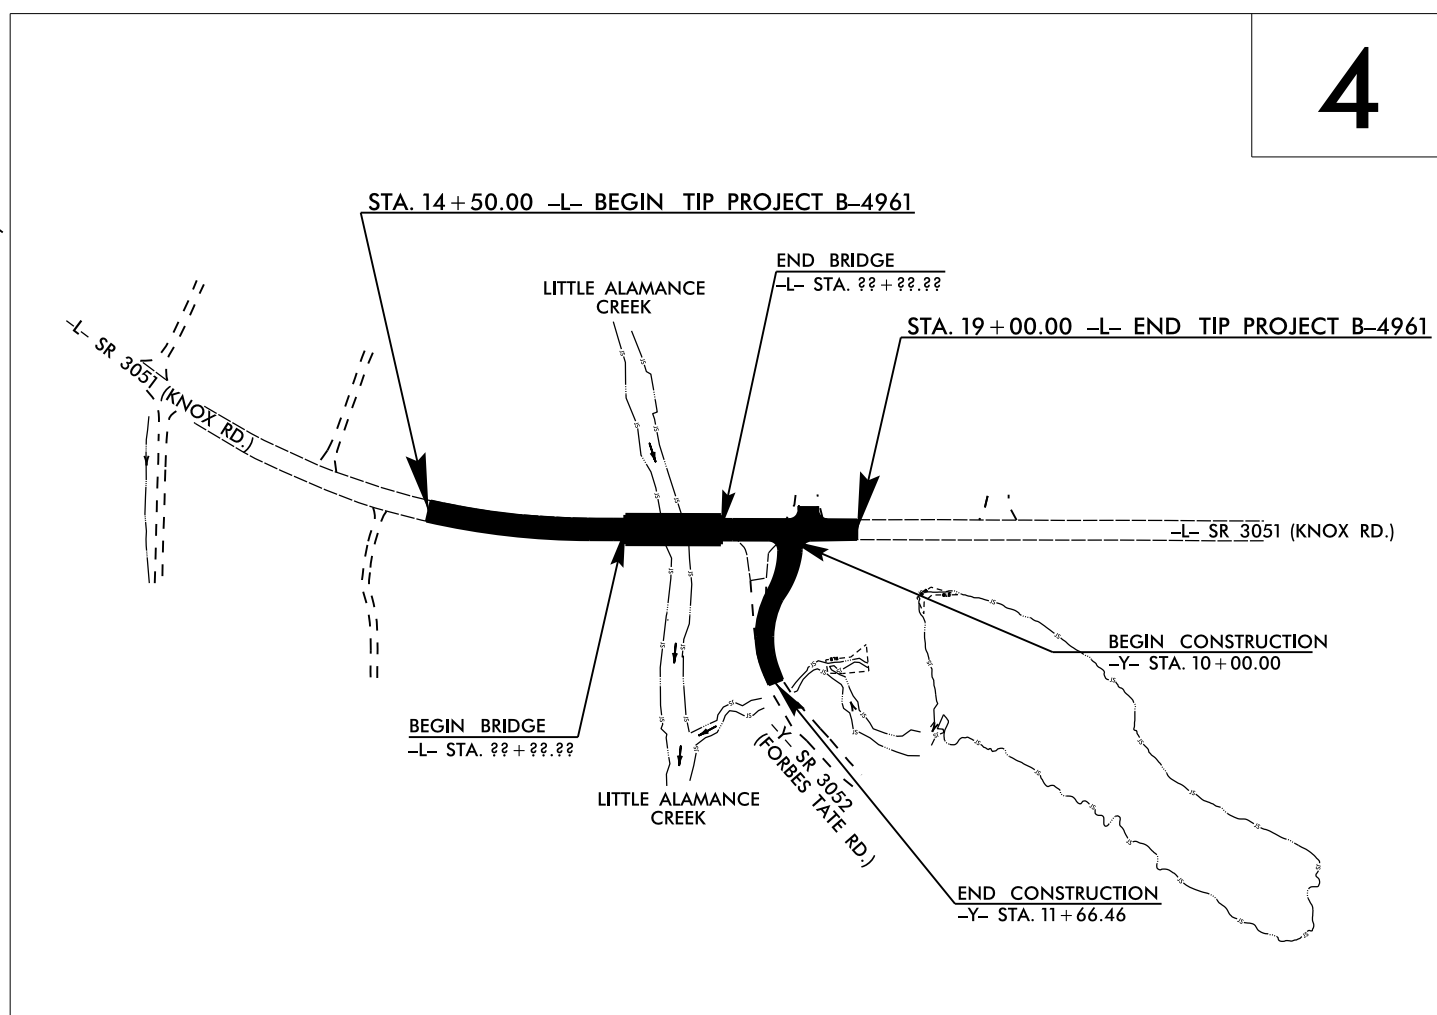 4
STA. 14+50.00 -L- BEGIN TIP PROJECT B-4961
END BRIDGE
-L- STA. ??+??.??
LITTLE ALAMANCE
CREEK
STA. 19+00.00 -L- END TIP PROJECT B-4961
-L- SR 3051 (KNOX RD.)
-L- SR 3051 (KNOX RD.)
BEGIN CONSTRUCTION
-Y- STA. 10+00.00
BEGIN BRIDGE
-L- STA. ??+??.??
-Y- SR 3052
(FORBES TATE RD.)
LITTLE ALAMANCE
CREEK
END CONSTRUCTION
-Y- STA. 11+66.46